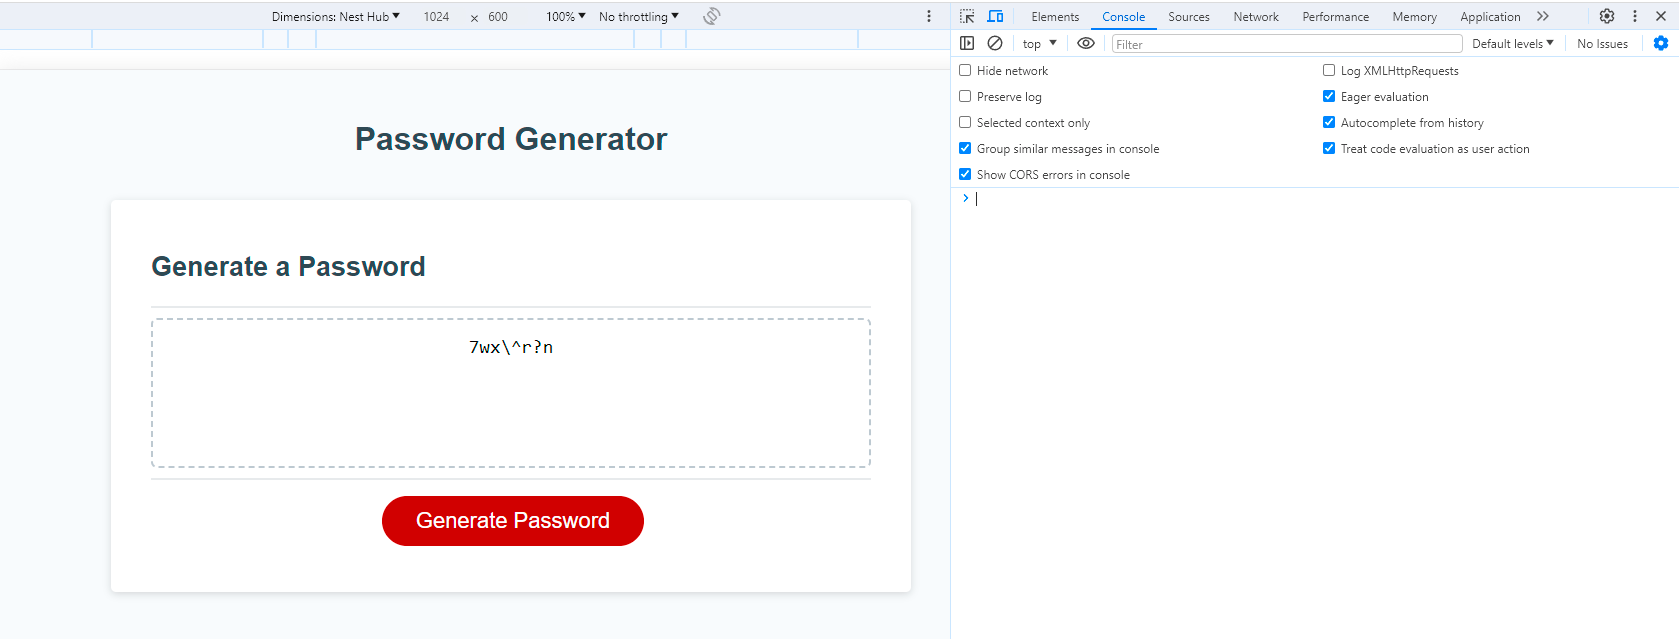 Dimensions: Nest Hub ▼ 1024 × 600 100% ▼ No throttling ▼
Password Generator
Generate a Password
7wx\^r?n
Generate Password
Elements Console Sources Network Performance Memory Application
top ▼ Filter Default levels ▼ No Issues
Hide network Log XMLHttpRequests
Preserve log Eager evaluation
Selected context only Autocomplete from history
Group similar messages in console Treat code evaluation as user action
Show CORS errors in console